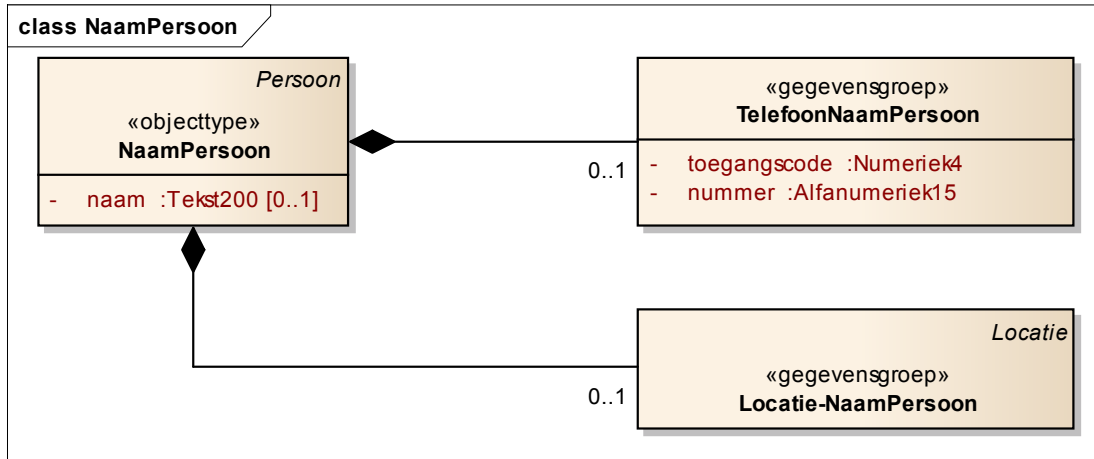 class NaamPersoon
Persoon
«objecttype»
NaamPersoon
- naam :Tekst200 [0..1]
0..1
«gegevensgroep»
TelefoonNaamPersoon
- toegangscode :Numeriek4
- nummer :Alfanumeriek15
0..1
Locatie
«gegevensgroep»
Locatie-NaamPersoon